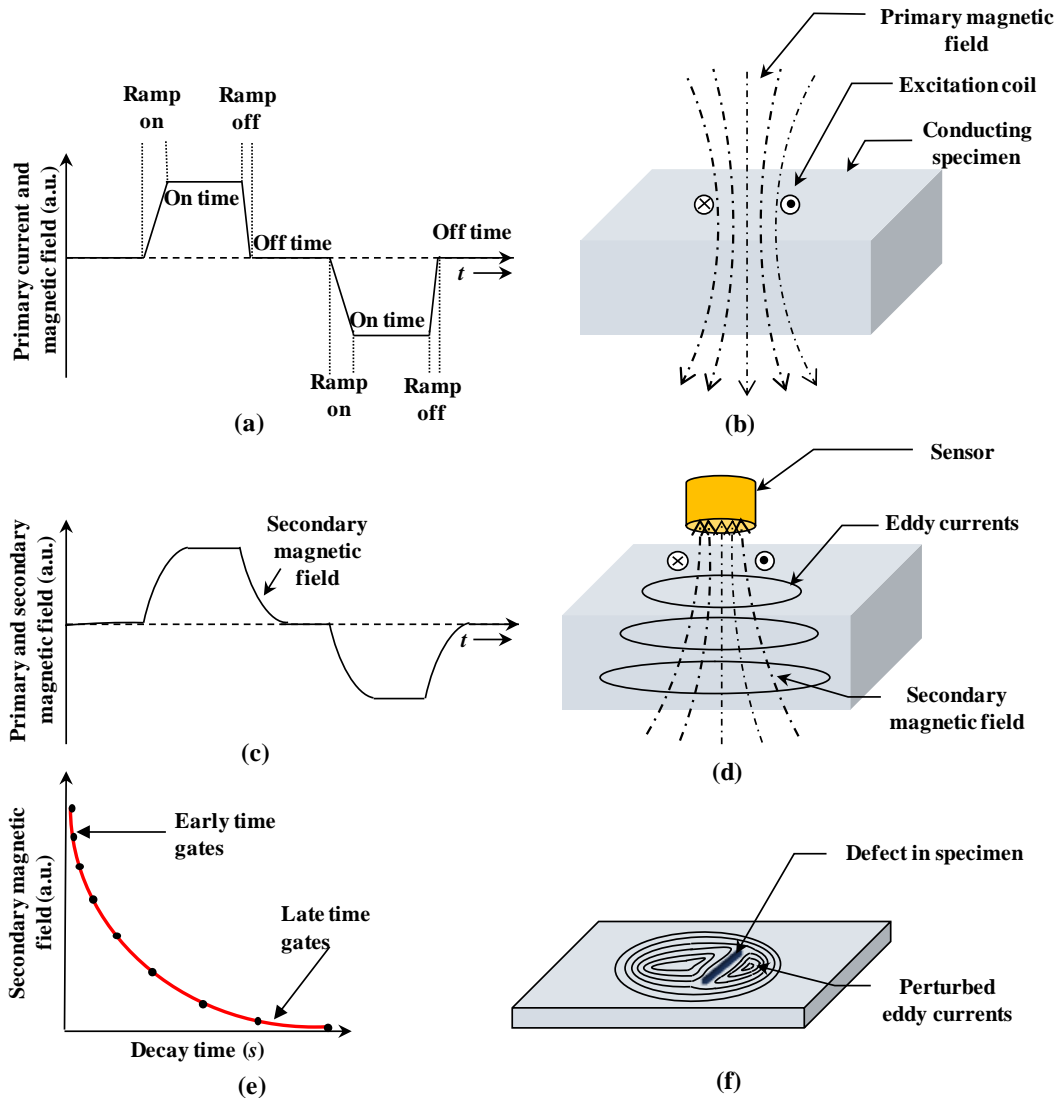 Ramp
on
Ramp
off
Primary current and
magnetic field (a.u.)
On time
Off time
Off time
t
On time
Ramp
on
Ramp
off
(a)
Primary magnetic
field
Excitation coil
Conducting
specimen
(b)
Primary and secondary
magnetic field (a.u.)
Secondary
magnetic
field
t
(c)
Sensor
Eddy currents
Secondary
magnetic field
(d)
Secondary magnetic
field (a.u.)
Early time
gates
Late time
gates
Decay time (s)
(e)
Defect in specimen
Perturbed
eddy currents
(f)